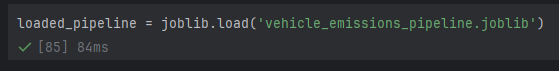 loaded_pipeline = joblib.load('vehicle_emissions_pipeline.joblib')
[85] 84ms